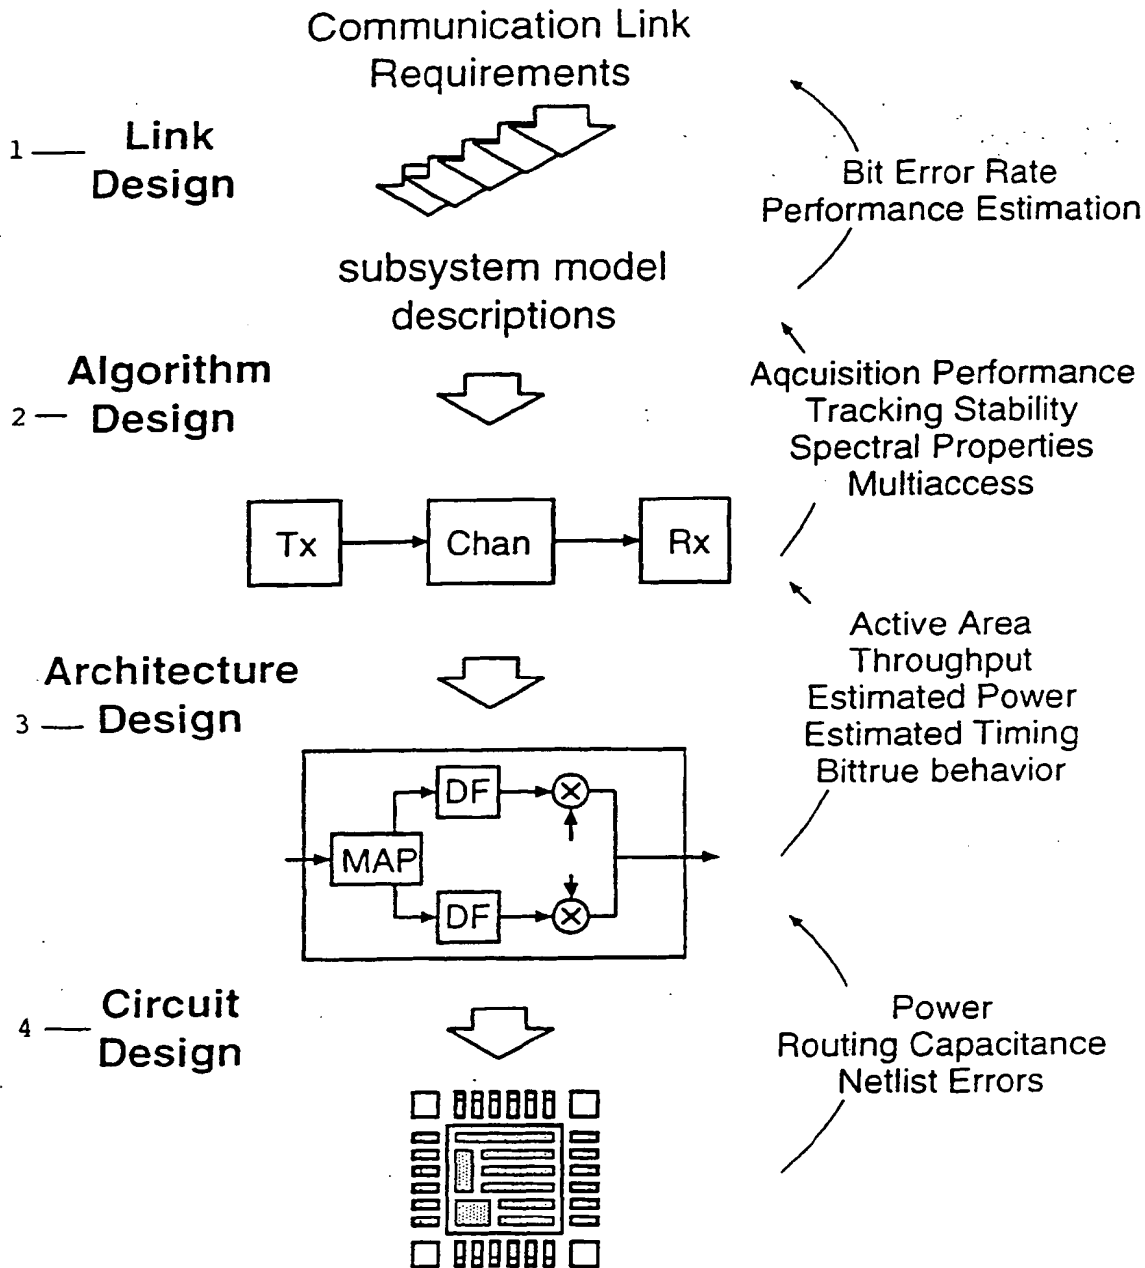 Communication Link
Requirements
1 — Link
Design
Bit Error Rate
Performance Estimation
subsystem model
descriptions
Algorithm
2 — Design
Aqcuisition Performance
Tracking Stability
Spectral Properties
Multiaccess
Tx
Chan
Rx
Architecture
3 — Design
Active Area
Throughput
Estimated Power
Estimated Timing
Bittrue behavior
DF
MAP
DF
Circuit
4 — Design
Power
Routing Capacitance
Netlist Errors